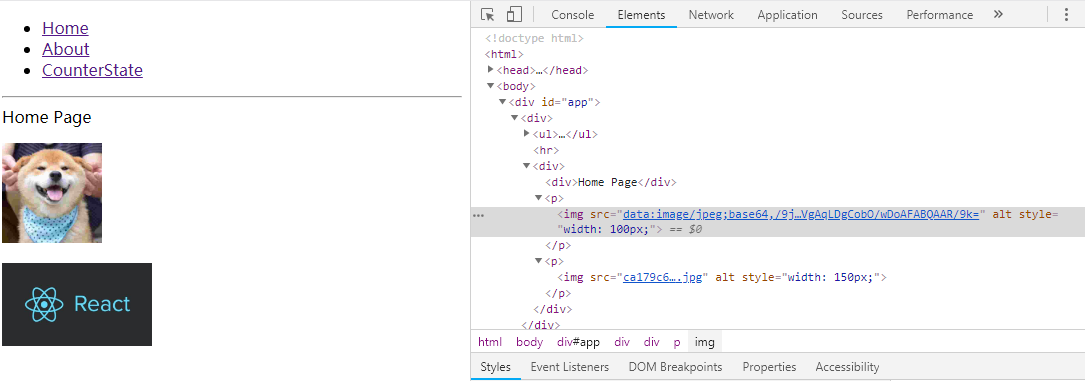 Home
About
CounterState
Home Page
React
Console Elements Network Application Sources Performance »
<!doctype html>
<html>
<head>…</head>
<body>
<div id="app">
<div>
<ul>…</ul>
<hr>
<div>
<div>Home Page</div>
<p>
<img src="data:image/jpeg;base64,/9j…VgAqLDgCobO/wDoAFABQAAR/9k=" alt style=
"width: 100px;"> == $0
</p>
<p>
<img src="ca179c6….jpg" alt style="width: 150px;">
</p>
</div>
</div>
html body div#app div div p img
Styles Event Listeners DOM Breakpoints Properties Accessibility